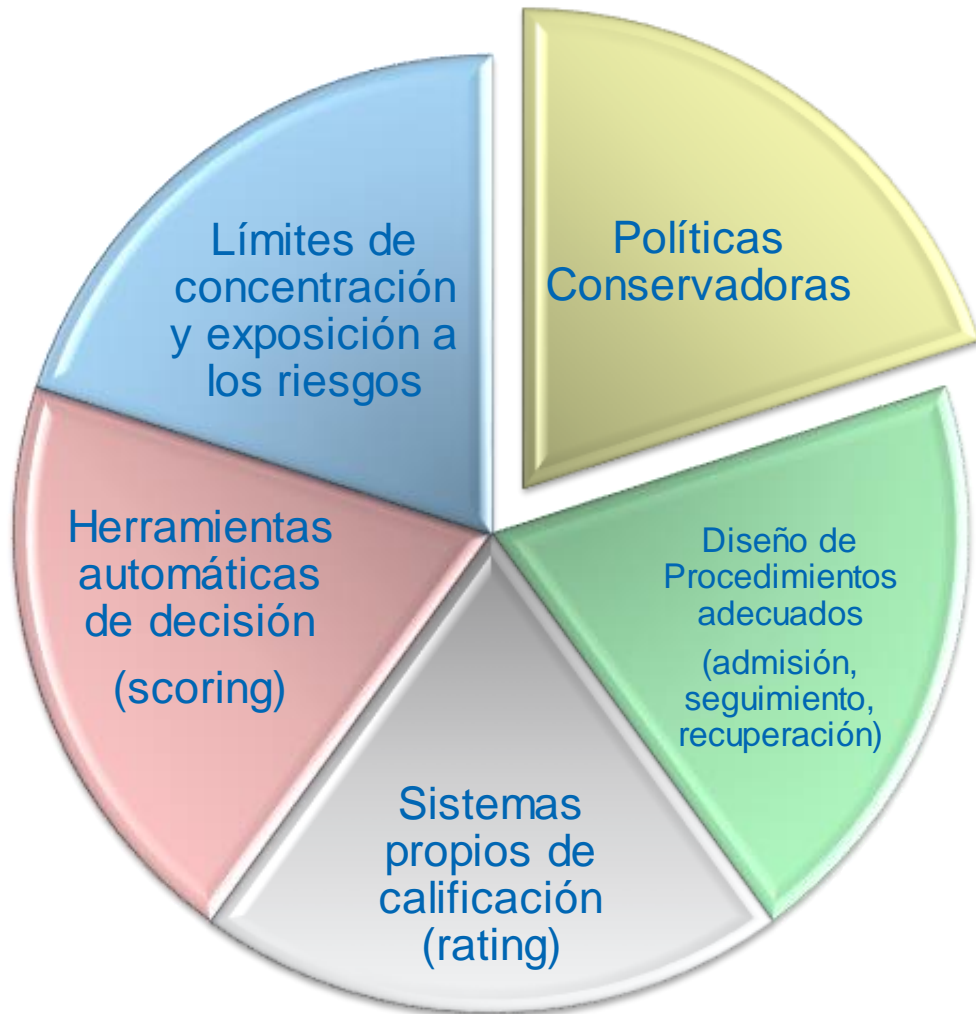 Políticas
Conservadoras
Diseño de
Procedimientos
adecuados
(admisión,
seguimiento,
recuperación)
Sistemas
propios de
calificación
(rating)
Herramientas
automáticas
de decisión
(scoring)
Límites de
concentración
y exposición a
los riesgos